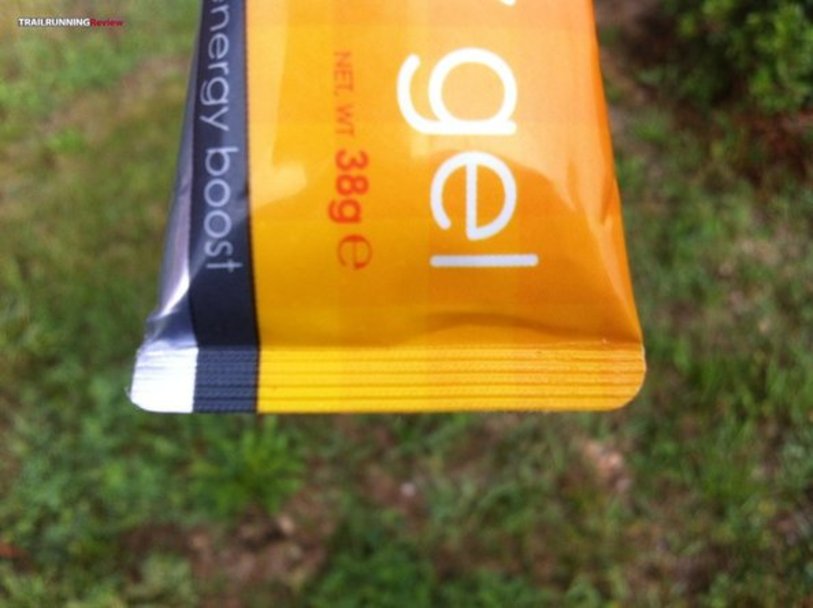 TRAILRUNNINGReview
gel
NET. WT. 38g e
energy boost